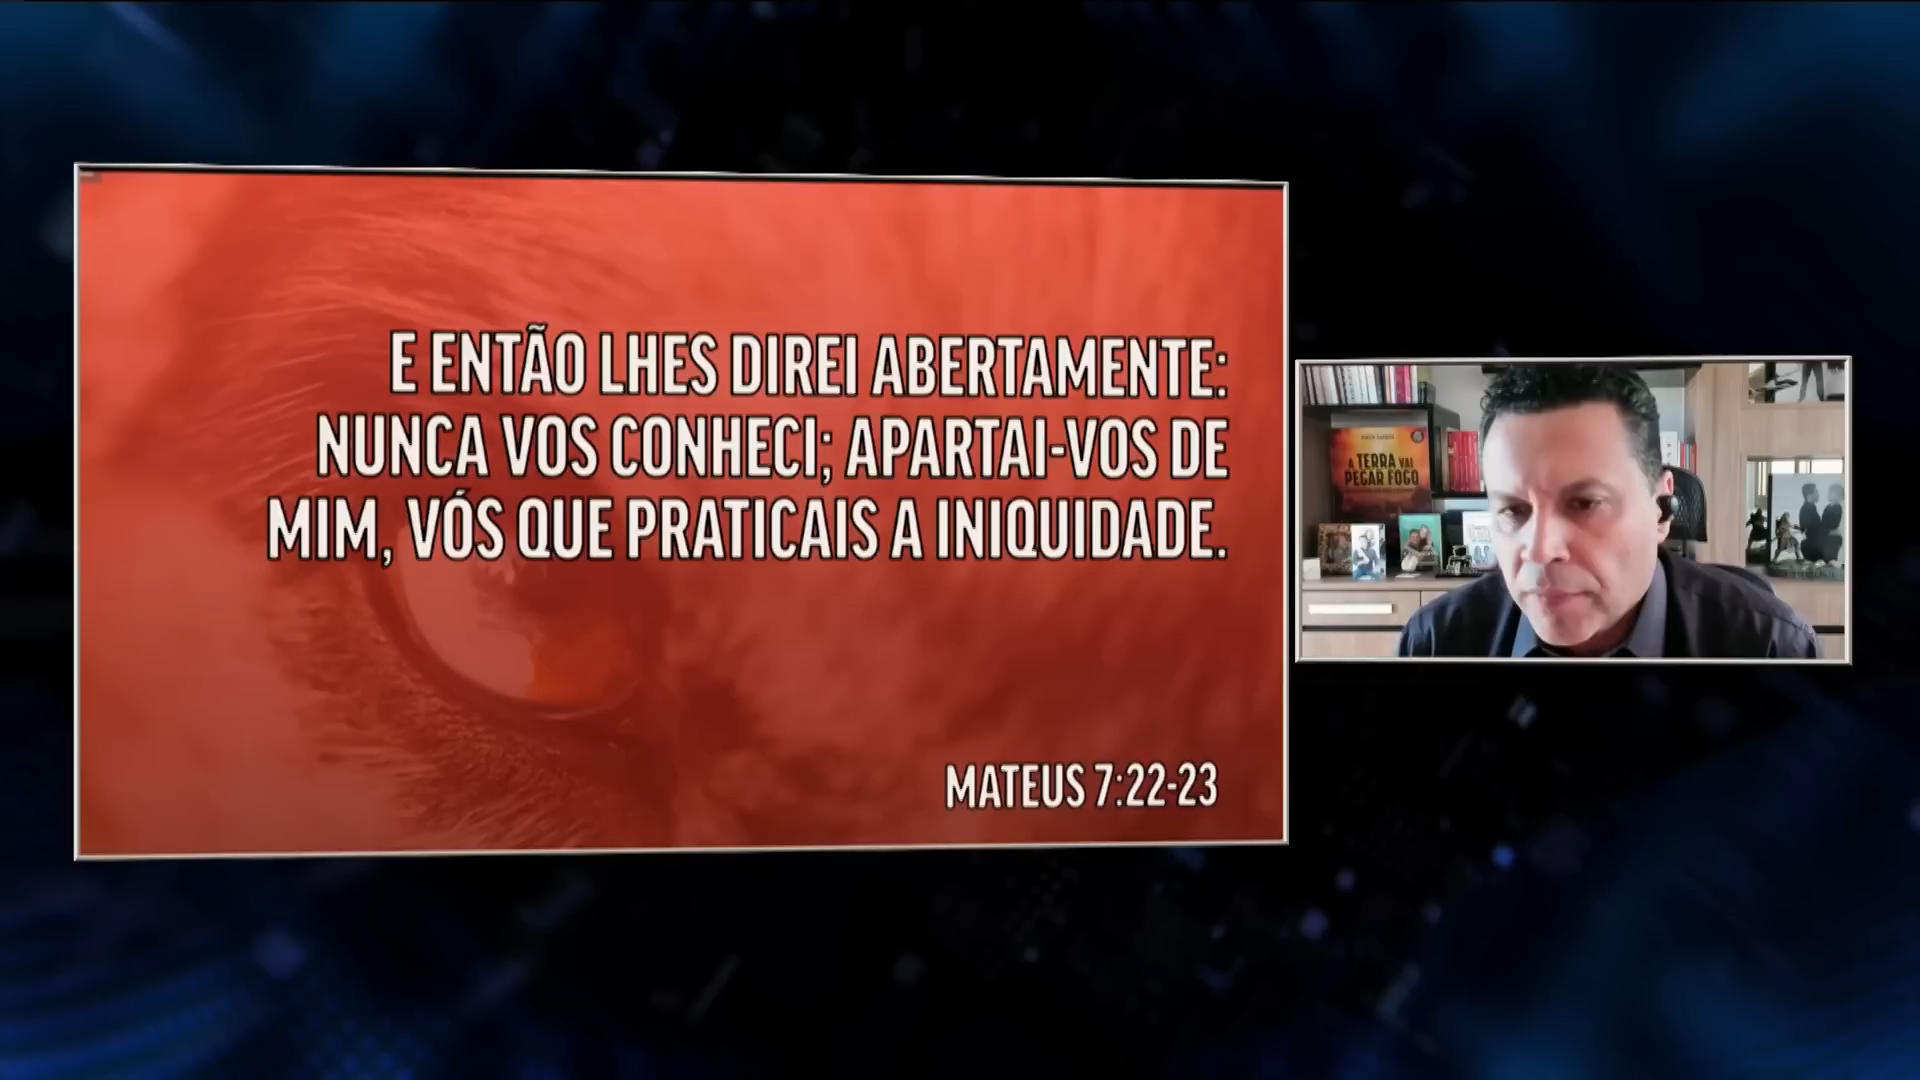 E ENTÃO LHES DIREI ABERTAMENTE:
NUNCA VOS CONHECI; APARTAI-VOS DE
MIM, VÓS QUE PRATICAIS A INIQUIDADE.
MATEUS 7:22-23
A TERRA VAI
PEGAR FOGO